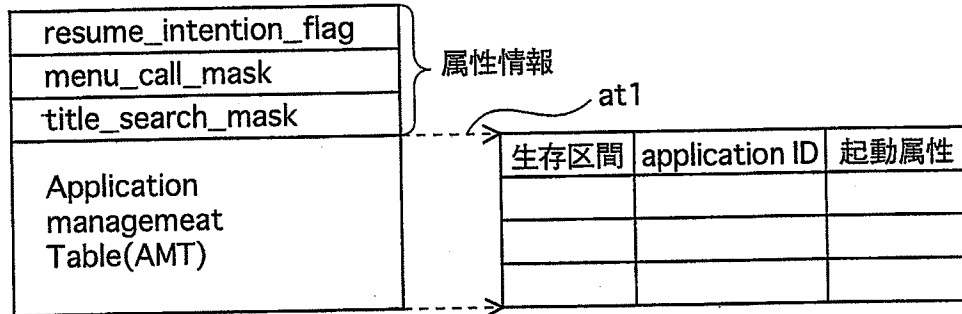 resume_intention_flag
menu_call_mask
title_search_mask
属性情報
at1
Application
managemeat
Table(AMT)
生存区間
application ID
起動属性